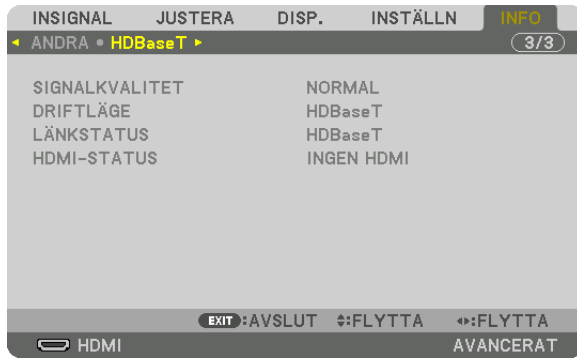 INSIGNAL JUSTERA DISP. INSTÄLLN INFO
ANDRA • HDBaseT 3/3
SIGNALKVALITET NORMAL
DRIFTLÄGE HDBaseT
LÄNKSTATUS HDBaseT
HDMI-STATUS INGEN HDMI
EXIT :AVSLUT :FLYTTA :FLYTTA
HDMI AVANCERAT